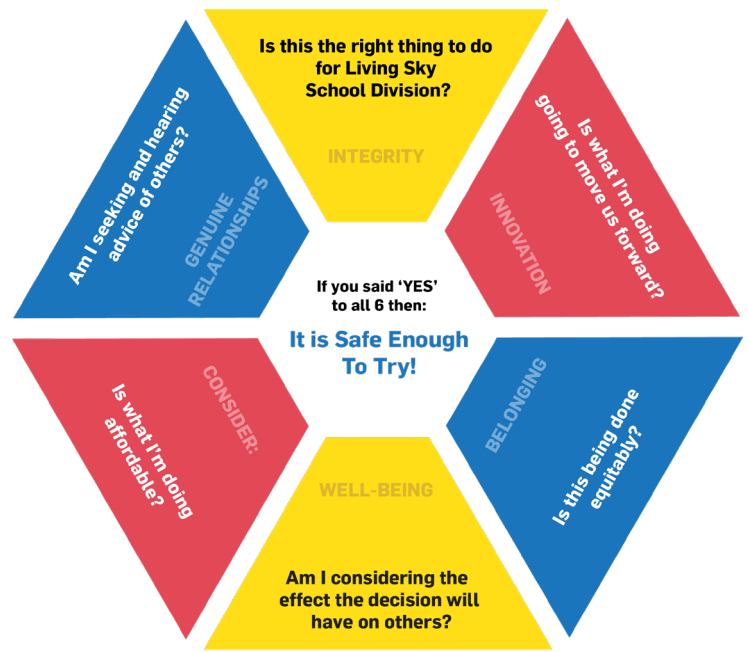 Is this the right thing to do
for Living Sky
School Division?
INTEGRITY
Is what I'm doing
going to move us forward?
INNOVATION
BELONGING
Is this being done
equitably?
WELL-BEING
Am I considering the
effect the decision will
have on others?
CONSIDER:
Is what I'm doing
affordable?
Am I seeking and hearing
advice of others?
GENUINE
RELATIONSHIPS
If you said ‘YES’
to all 6 then:
It is Safe Enough
To Try!